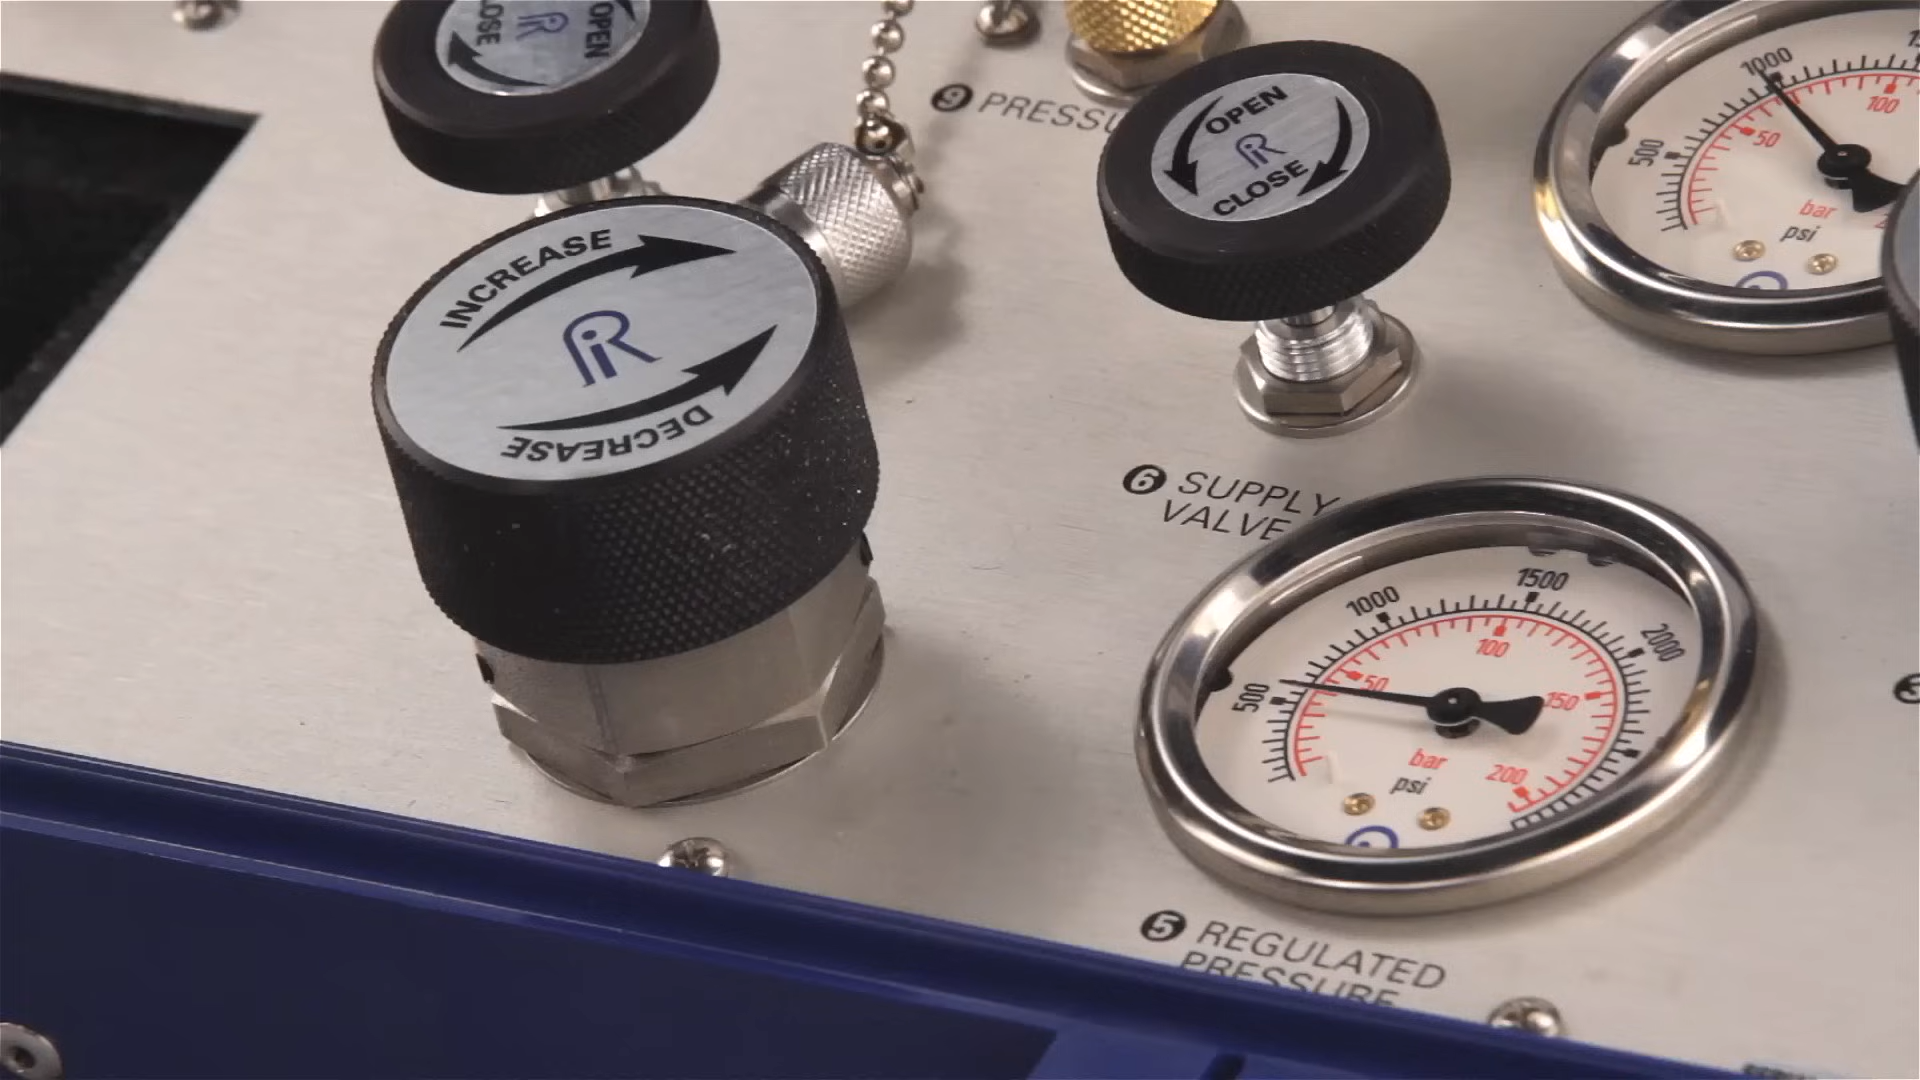 CLOSE
OPEN
9 PRESSU
OPEN
R
CLOSE
1000
500
50
100
bar
psi
INCREASE
R
DECREASE
6 SUPPLY
VALVE
500
1000
1500
2000
50
100
150
200
bar
psi
5 REGULATED
PRESSURE